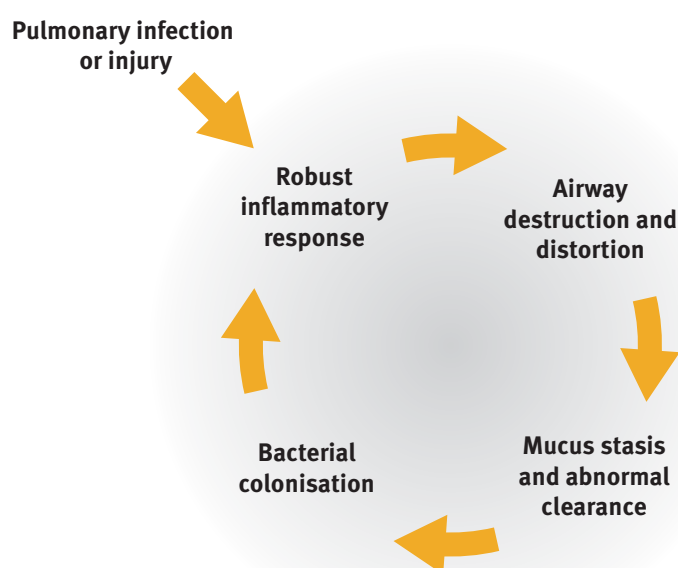 Pulmonary infection
or injury
Robust
inflammatory
response
Airway
destruction and
distortion
Mucus stasis
and abnormal
clearance
Bacterial
colonisation